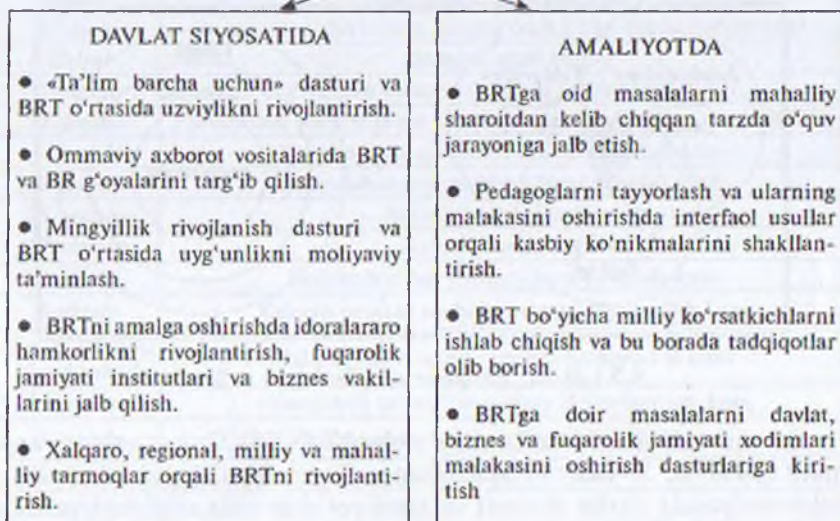 DAVLAT SIYOSATIDA
● «Ta’lim barcha uchun» dasturi va
BRT o‘rtasida uzviylikni rivojlantirish.
● Ommaviy axborot vositalarida BRT
va BR g‘oyalarini targ‘ib qilish.
● Mingyillik rivojlanish dasturi va
BRT o‘rtasida uyg‘unlikni moliyaviy
ta’minlash.
● BRTni amalga oshirishda idoralararo
hamkorlikni rivojlantirish, fuqarolik
jamiyati institutlari va biznes vakil-
larini jalb qilish.
● Xalqaro, regional, milliy va mahal-
liy tarmoqlar orqali BRTni rivojlanti-
rish.
AMALIYOTDA
● BRTga oid masalalarni mahalliy
sharoitdan kelib chiqqan tarzda o‘quv
jarayoniga jalb etish.
● Pedagoglarni tayyorlash va ularning
malakasini oshirishda interfaol usullar
orqali kasbiy ko‘nikmalarini shakllan-
tirish.
● BRT bo‘yicha milliy ko‘rsatkichlarni
ishlab chiqish va bu borada tadqiqotlar
olib borish.
● BRTga doir masalalarni davlat,
biznes va fuqarolik jamiyati xodimlari
malakasini oshirish dasturlariga kiri-
tish